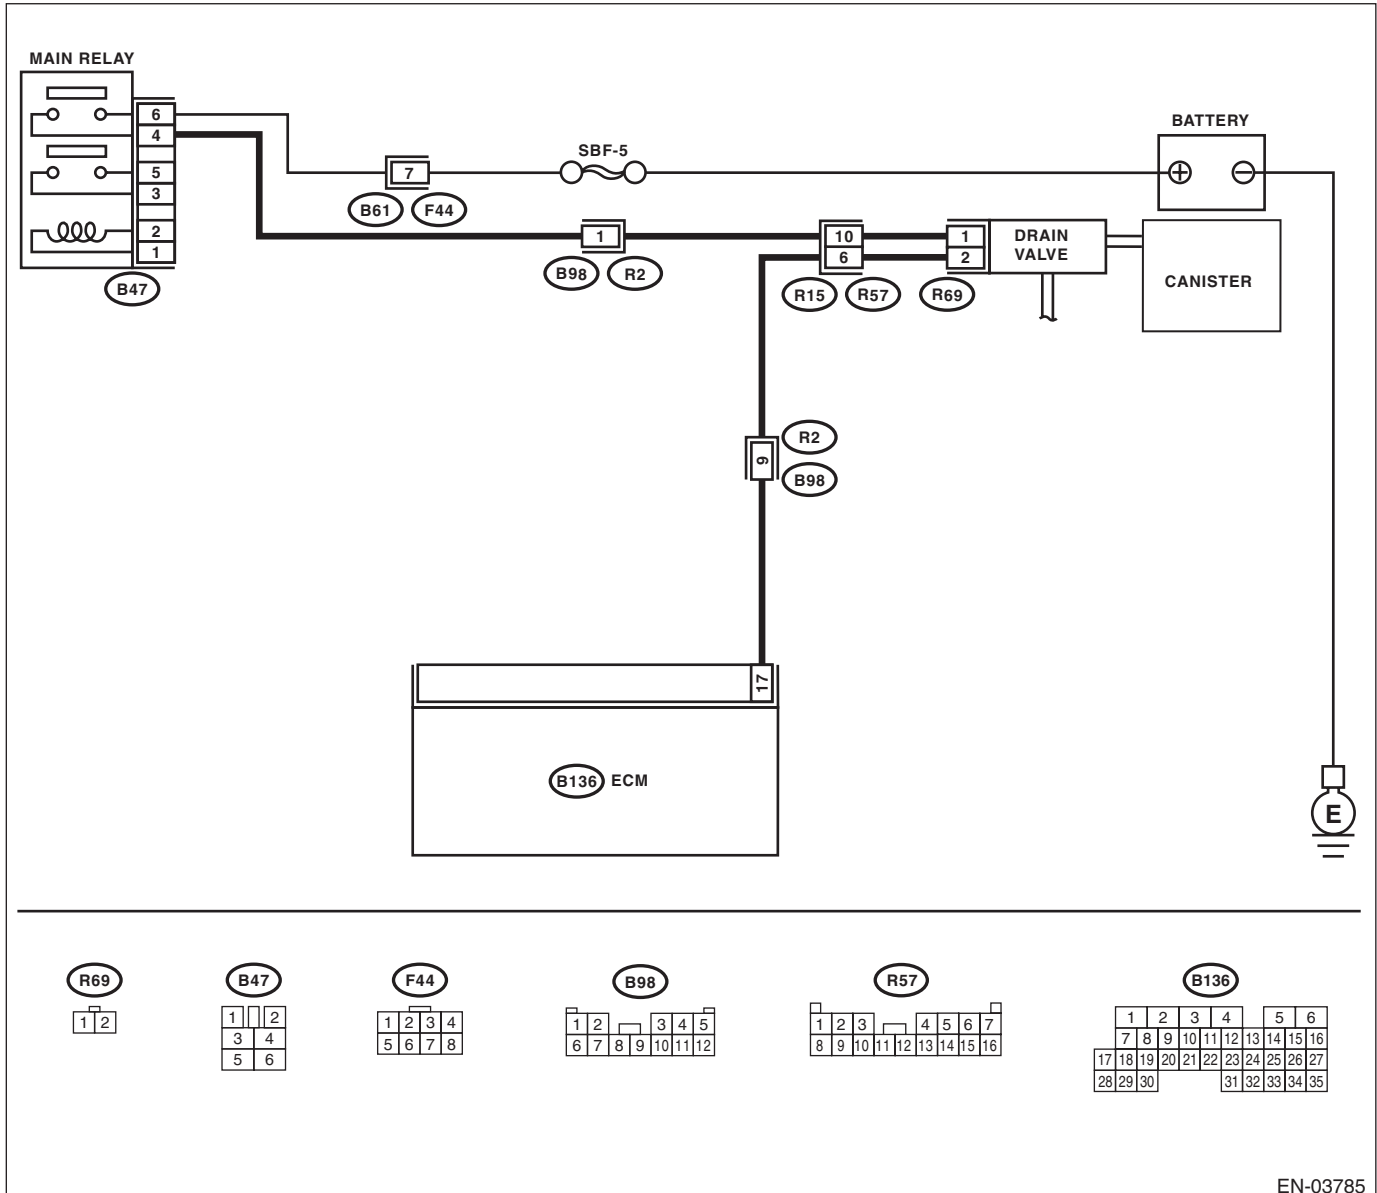 MAIN RELAY
6
4
5
3
2
1
B47
7
B61
F44
SBF-5
BATTERY
+
−
1
B98
R2
10
6
R15
R57
1
2
R69
DRAIN
VALVE
CANISTER
R2
9
B98
17
B136 ECM
E
R69
1 2
B47
1 2
3 4
5 6
F44
1 2 3 4
5 6 7 8
B98
1 2 3 4 5
6 7 8 9 10 11 12
R57
1 2 3 4 5 6 7
8 9 10 11 12 13 14 15 16
B136
1 2 3 4 5 6
7 8 9 10 11 12 13 14 15 16
17 18 19 20 21 22 23 24 25 26 27
28 29 30 31 32 33 34 35
EN-03785